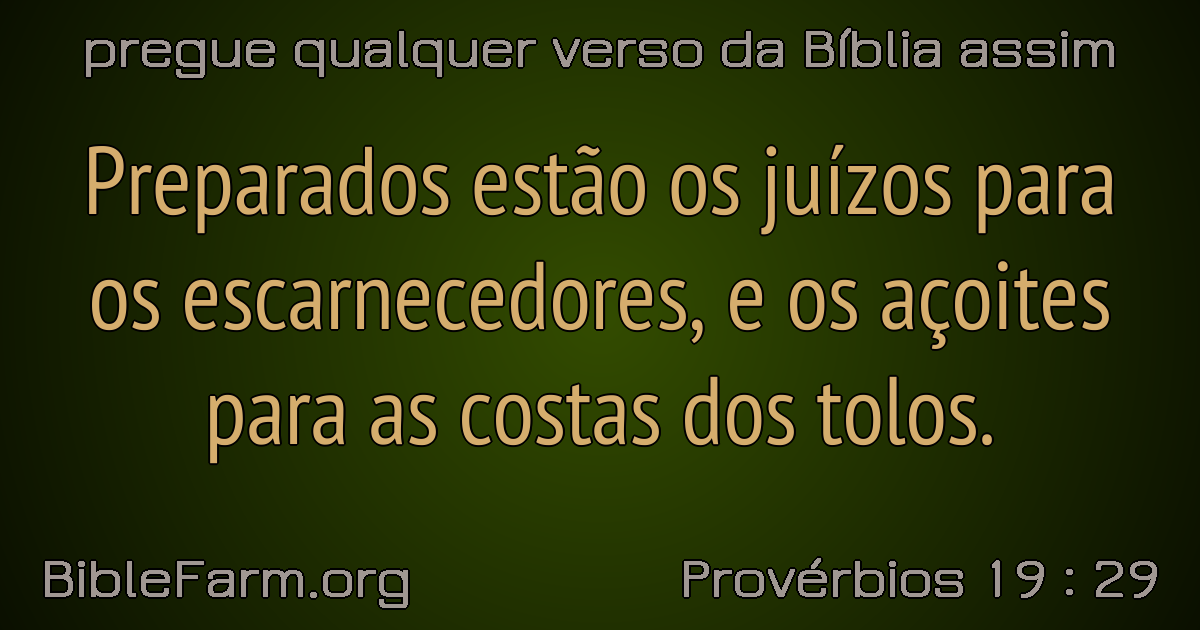 pregue qualquer verso da Bíblia assim
Preparados estão os juízos para
os escarnecedores, e os açoites
para as costas dos tolos.
BibleFarm.org
Provérbios 19 : 29